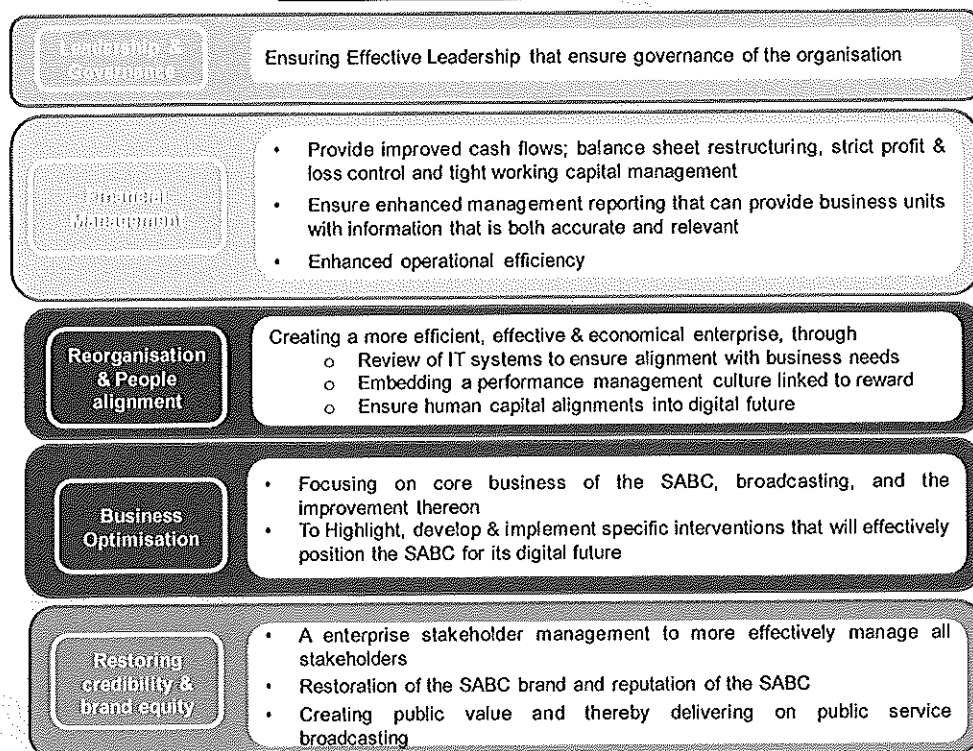 Leadership &
Governance
Ensuring Effective Leadership that ensure governance of the organisation
Financial
Management
• Provide improved cash flows; balance sheet restructuring, strict profit &
loss control and tight working capital management
• Ensure enhanced management reporting that can provide business units
with information that is both accurate and relevant
• Enhanced operational efficiency
Reorganisation
& People
alignment
Creating a more efficient, effective & economical enterprise, through
o Review of IT systems to ensure alignment with business needs
o Embedding a performance management culture linked to reward
o Ensure human capital alignments into digital future
Business
Optimisation
• Focusing on core business of the SABC, broadcasting, and the
improvement thereon
• To Highlight, develop & implement specific interventions that will effectively
position the SABC for its digital future
Restoring
credibility &
brand equity
• A enterprise stakeholder management to more effectively manage all
stakeholders
• Restoration of the SABC brand and reputation of the SABC
• Creating public value and thereby delivering on public service
broadcasting